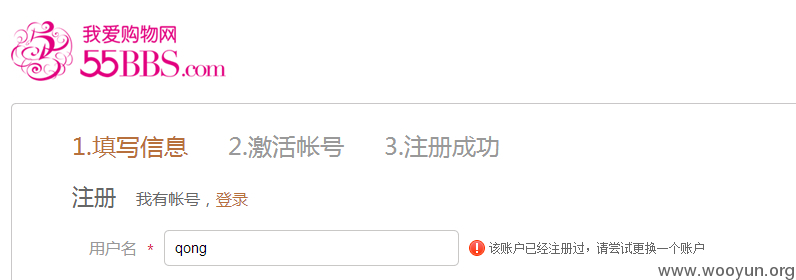 我爱购物网
55BBS.com
1.填写信息 2.激活帐号 3.注册成功
注册 我有帐号，登录
用户名 * qong 该账户已经注册过，请尝试更换一个账户
www.wooyun.org